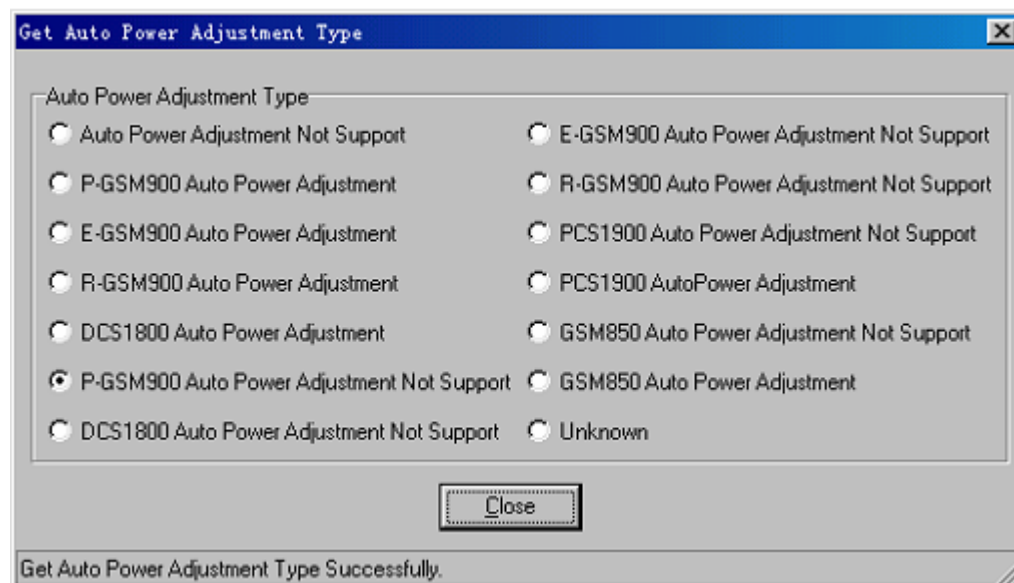 Get Auto Power Adjustment Type
Auto Power Adjustment Type
Auto Power Adjustment Not Support
P-GSM900 Auto Power Adjustment
E-GSM900 Auto Power Adjustment
R-GSM900 Auto Power Adjustment
DCS1800 Auto Power Adjustment
P-GSM900 Auto Power Adjustment Not Support
DCS1800 Auto Power Adjustment Not Support
E-GSM900 Auto Power Adjustment Not Support
R-GSM900 Auto Power Adjustment Not Support
PCS1900 Auto Power Adjustment Not Support
PCS1900 AutoPower Adjustment
GSM850 Auto Power Adjustment Not Support
GSM850 Auto Power Adjustment
Unknown
Close
Get Auto Power Adjustment Type Successfully.